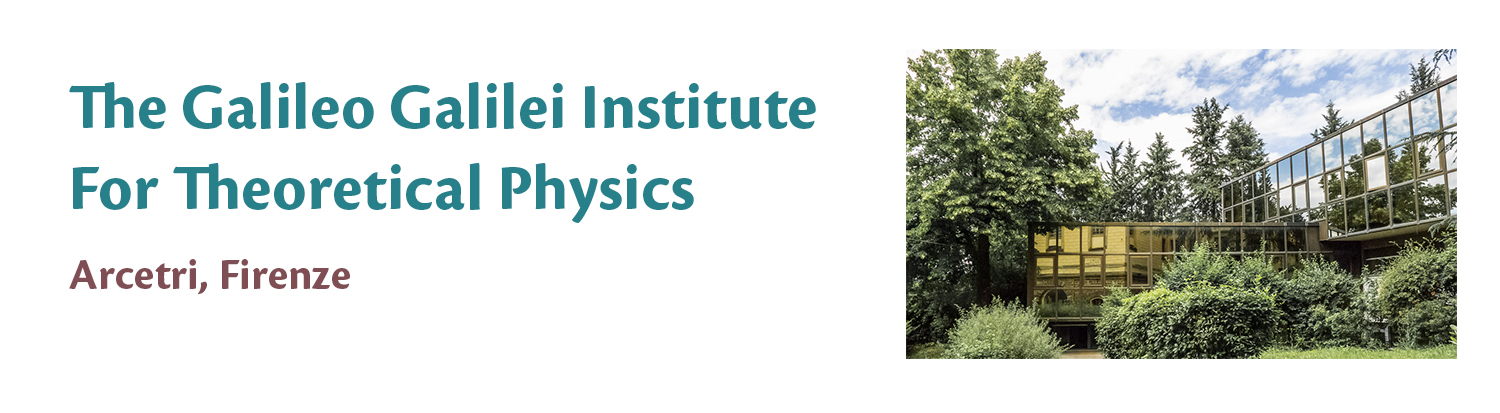 The Galileo Galilei Institute
For Theoretical Physics
Arcetri, Firenze